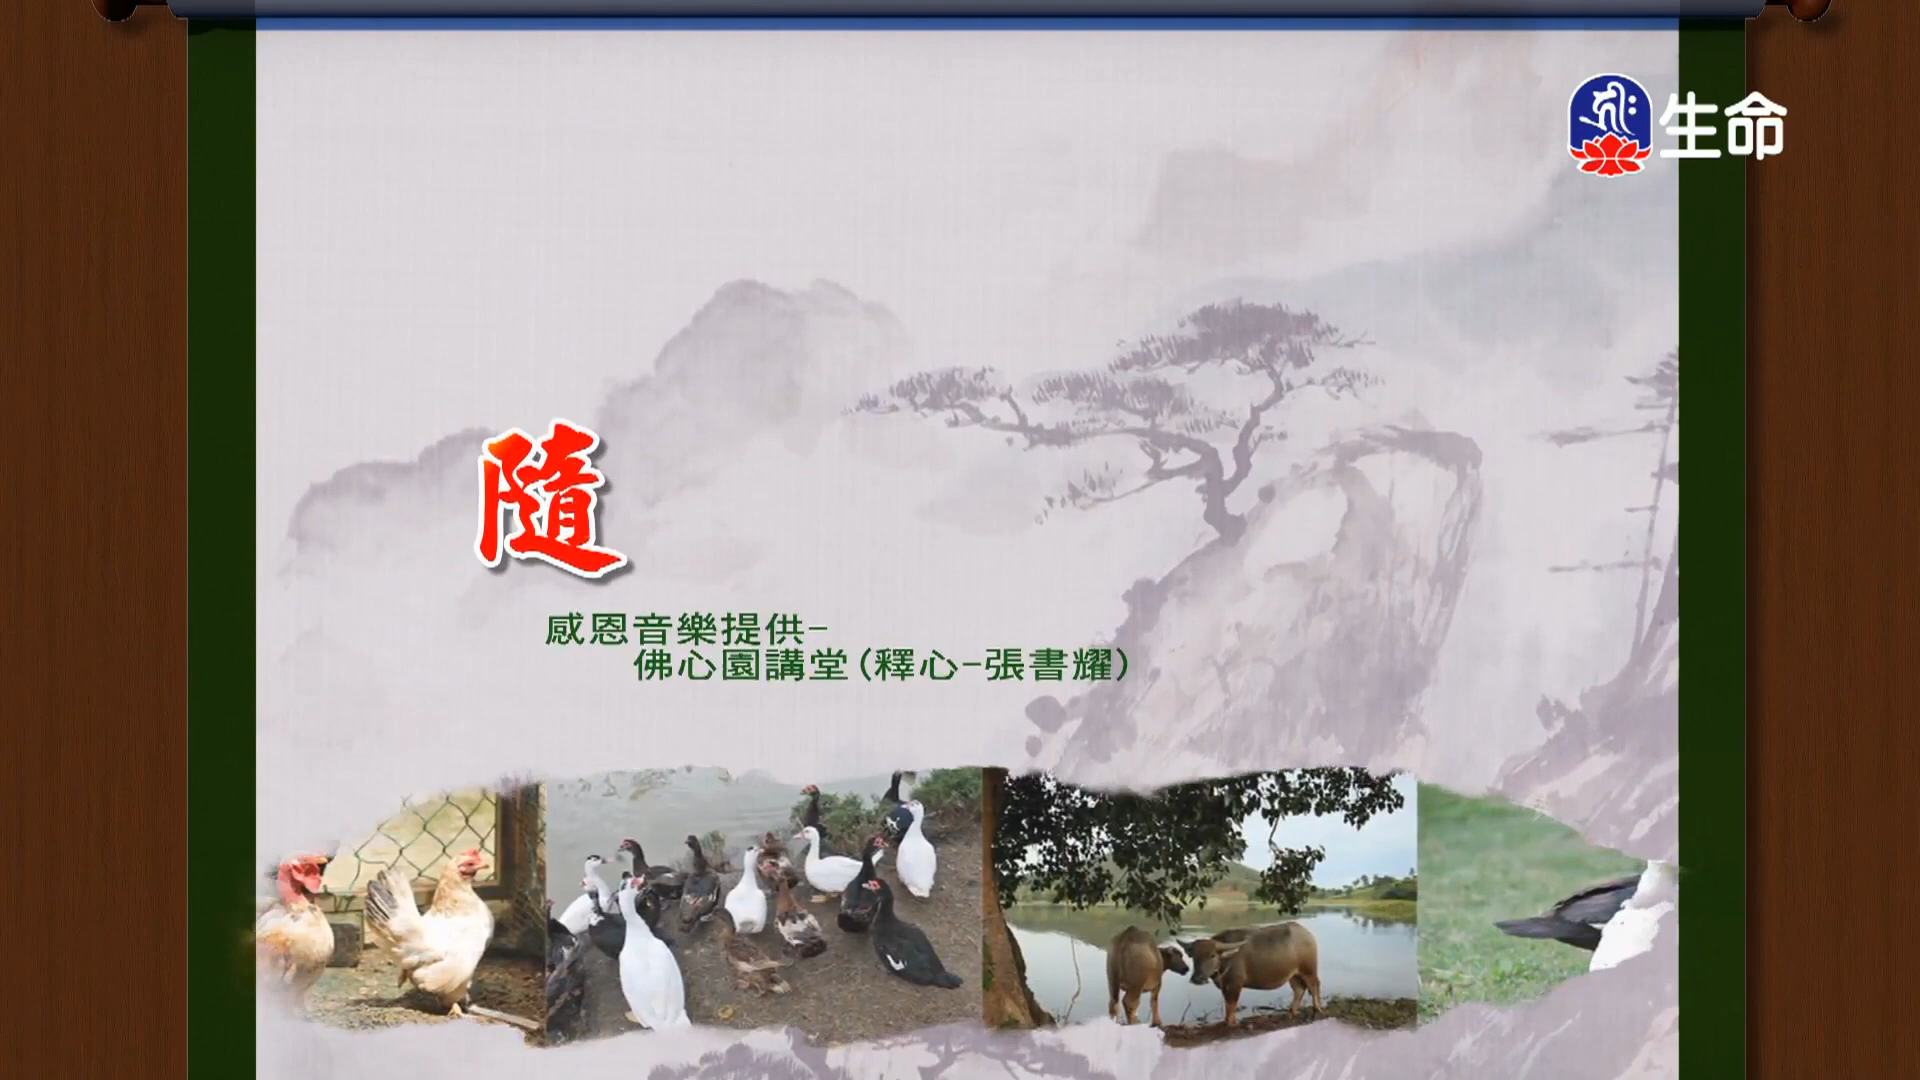 生命
隨
感恩音樂提供-
佛心園講堂(釋心-張書耀)